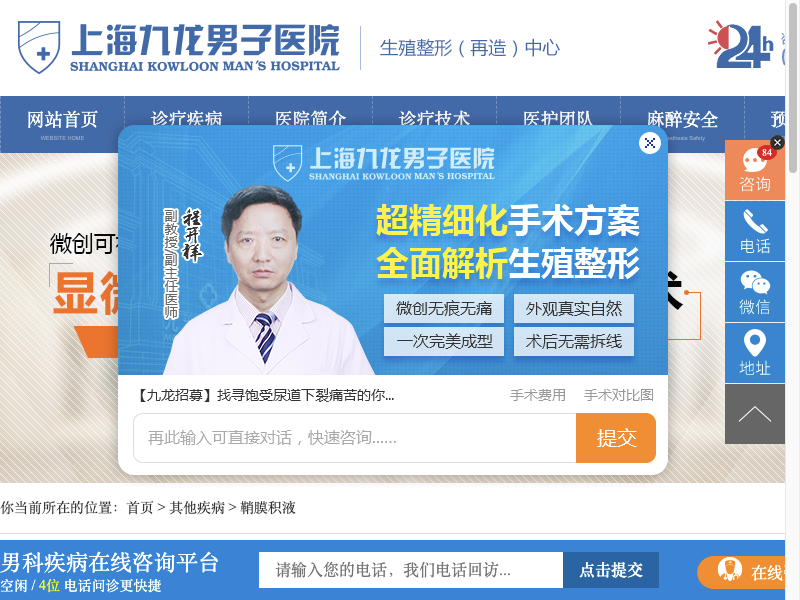 上海九龙男子医院
SHANGHAI KOWLOON MAN'S HOSPITAL
生殖整形（再造）中心
24h
网站首页
诊疗疾病
医院简介
诊疗技术
医护团队
麻醉安全
WEBSITE HOME
上海九龙男子医院
SHANGHAI KOWLOON MAN'S HOSPITAL
程开祥
副教授/副主任医师
超精细化手术方案
全面解析生殖整形
微创无痕无痛
外观真实自然
一次完美成型
术后无需拆线
微创可
显微
84
咨询
电话
微信
地址
【九龙招募】找寻饱受尿道下裂痛苦的你...
手术费用
手术对比图
再此输入可直接对话，快速咨询......
提交
你当前所在的位置：首页 > 其他疾病 > 鞘膜积液
男科疾病在线咨询平台
空闲 / 4位 电话问诊更快捷
请输入您的电话，我们电话回访...
点击提交
在线